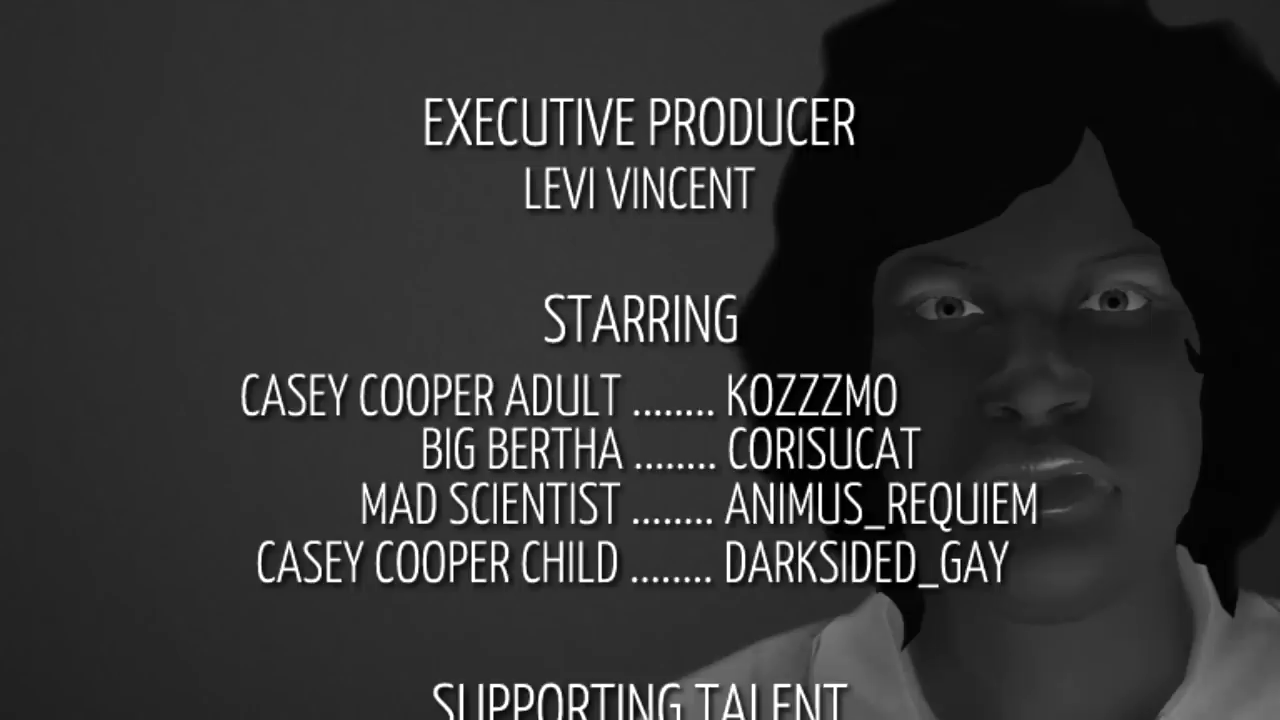 EXECUTIVE PRODUCER
LEVI VINCENT
STARRING
CASEY COOPER ADULT ........ KOZZZMO
BIG BERTHA ........ CORISUCAT
MAD SCIENTIST ........ ANIMUS_REQUIEM
CASEY COOPER CHILD ........ DARKSIDED_GAY
SUPPORTING TALENT